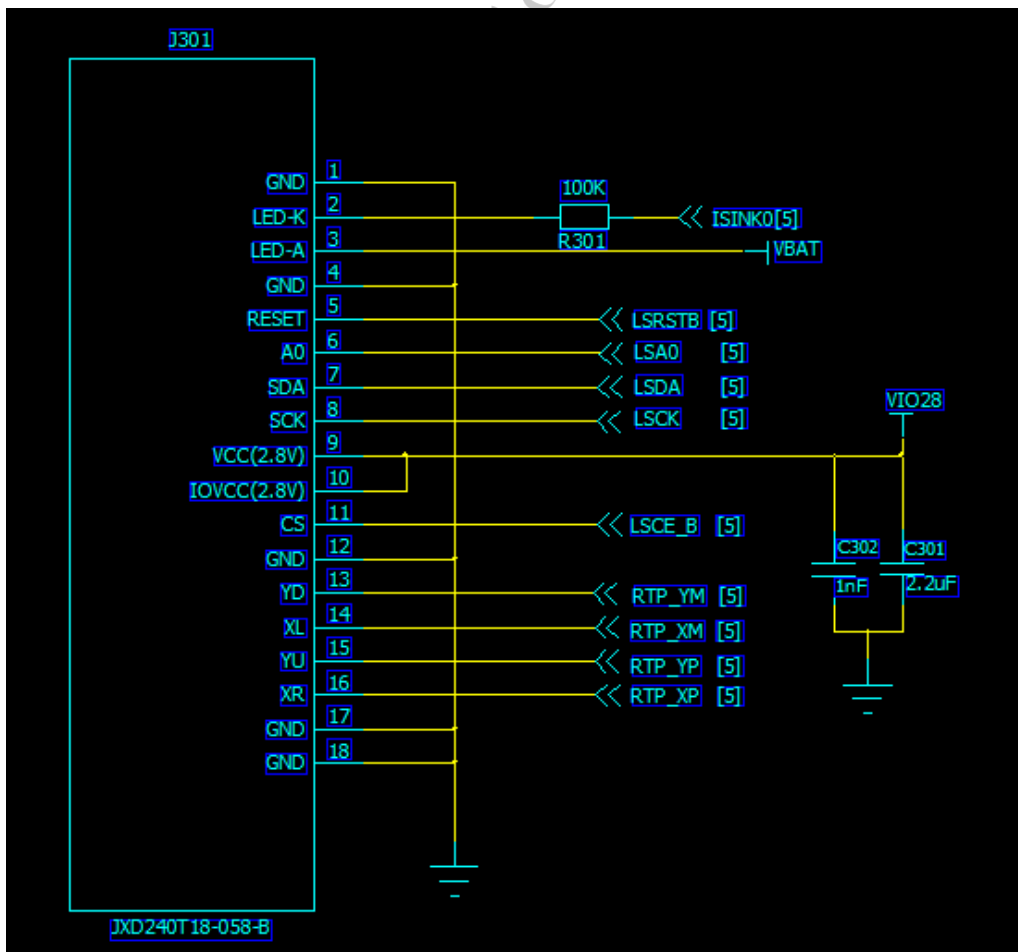 J301
GND 1
LED-K 2
100K
R301
ISINK0[5]
LED-A 3
VBAT
GND 4
RESET 5
LSRSTB [5]
A0 6
LSA0 [5]
SDA 7
LSDA [5]
SCK 8
LSCK [5]
VIO28
VCC(2.8V) 9
IOVCC(2.8V) 10
CS 11
LSCE_B [5]
GND 12
C302
1nF
C301
2.2uF
YD 13
RTP_YM [5]
XL 14
RTP_XM [5]
YU 15
RTP_YP [5]
XR 16
RTP_XP [5]
GND 17
GND 18
JXD240T18-058-B